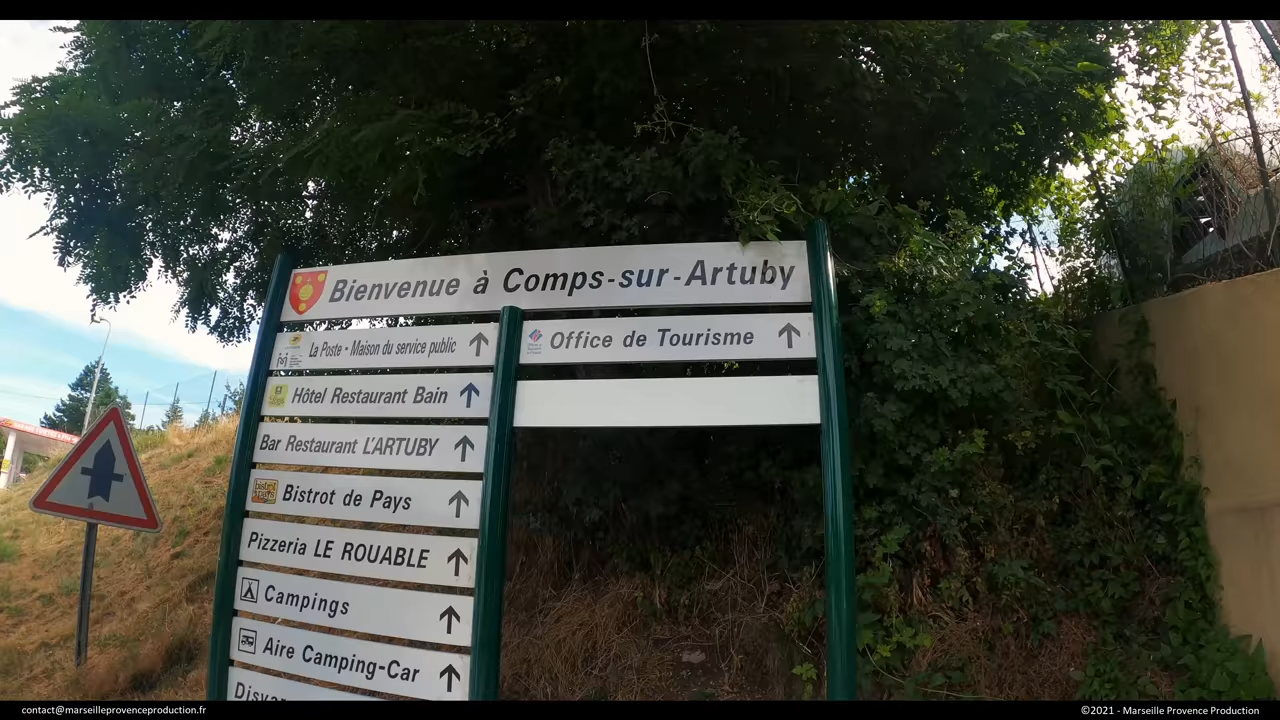 Bienvenue à Comps-sur-Artuby
La Poste - Maison du service public
Office de Tourisme
Hôtel Restaurant Bain
Bar Restaurant L'ARTUBY
Bistrot de Pays
Pizzeria LE ROUABLE
Campings
Aire Camping-Car
contact@marseilleprovenceproduction.fr
©2021 - Marseille Provence Production